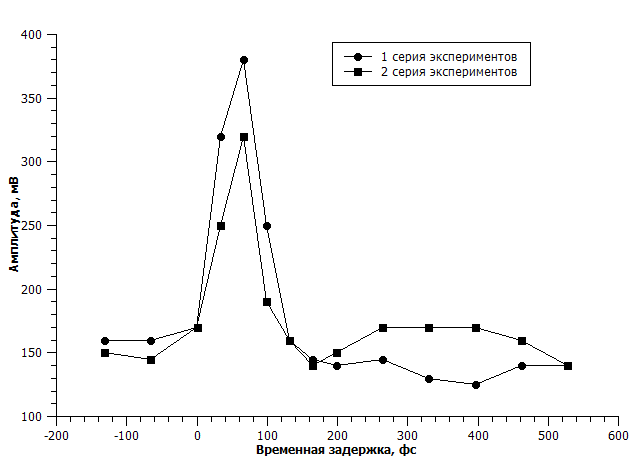 400
350
300
250
200
150
100
Амплитуда, мВ
1 серия экспериментов
2 серия экспериментов
-200 -100 0 100 200 300 400 500 600
Временная задержка, фс